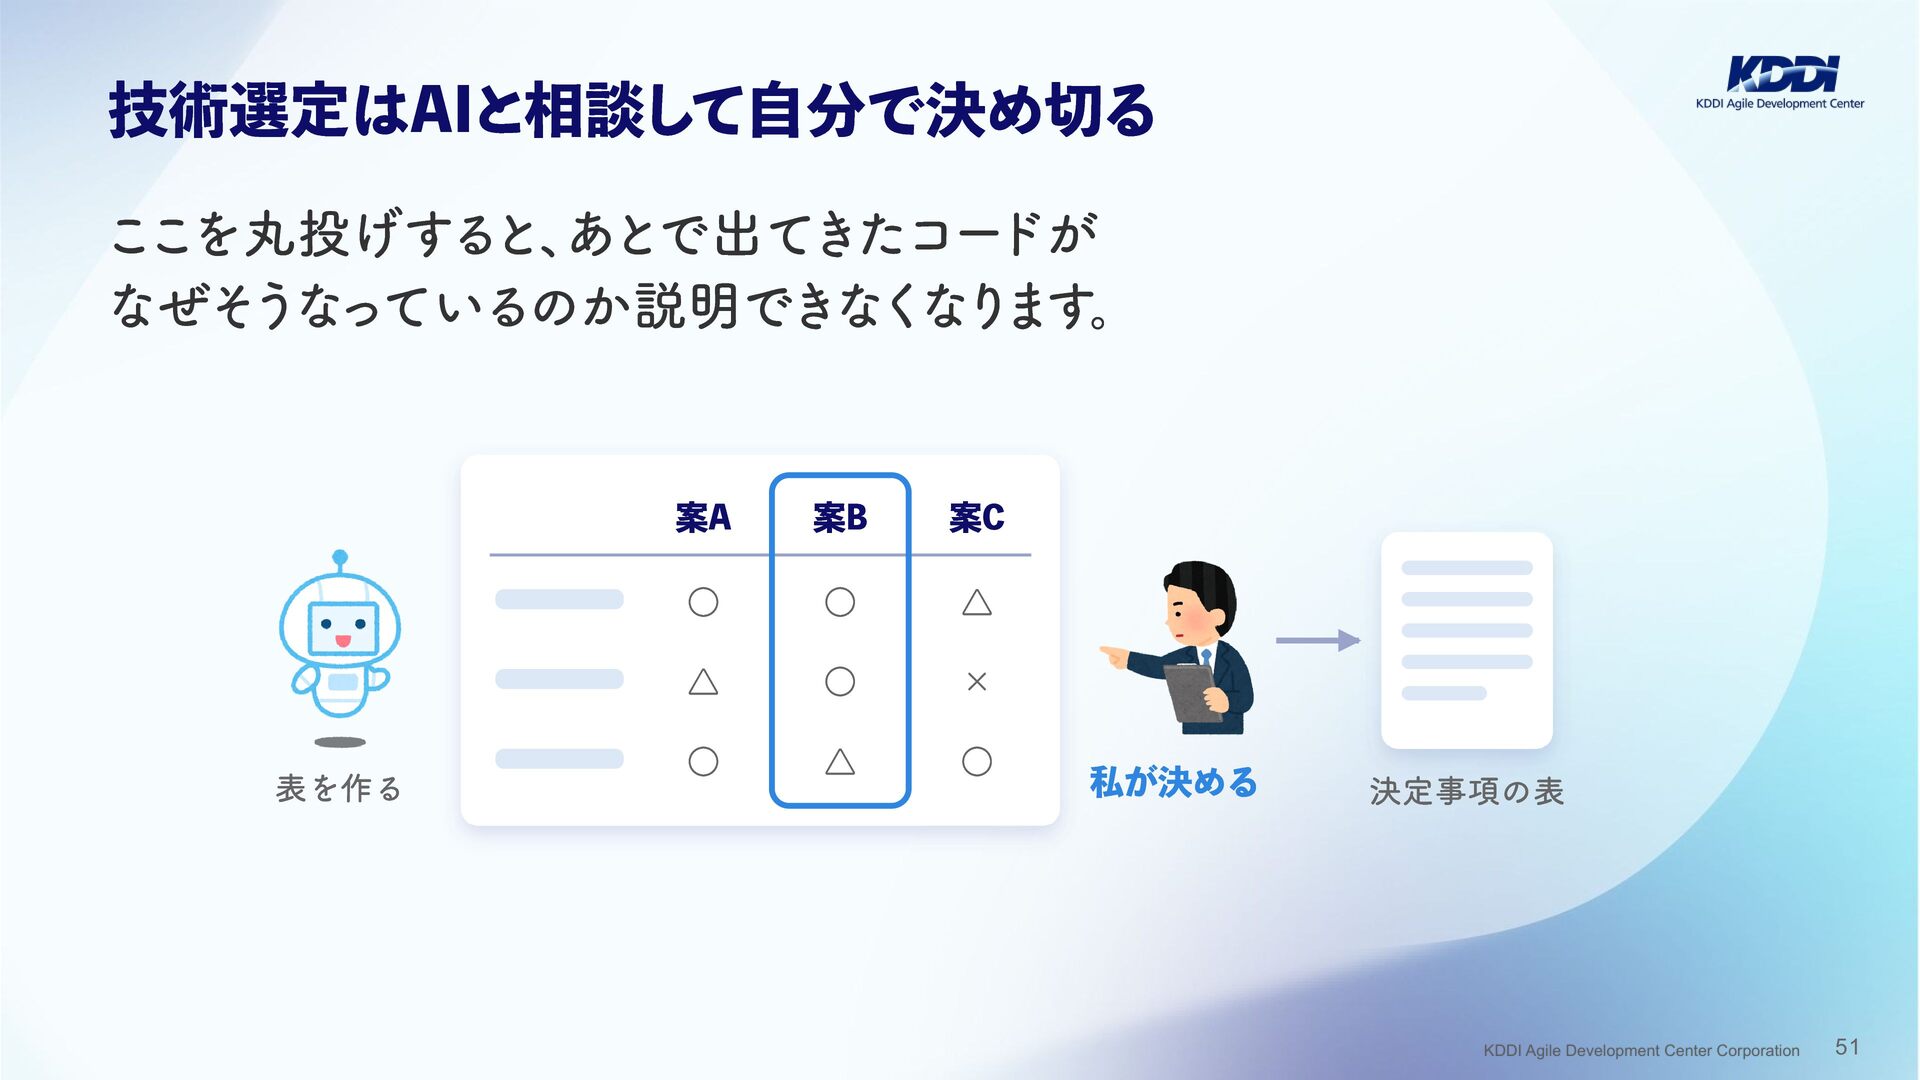 技術選定はAIと相談して自分で決め切る
KDDI
KDDI Agile Development Center
ここを丸投げすると、あとで出てきたコードが
なぜそうなっているのか説明できなくなります。
案A 案B 案C
○ ○ △
△ ○ ×
○ △ ○
表を作る
私が決める
決定事項の表
KDDI Agile Development Center Corporation 51